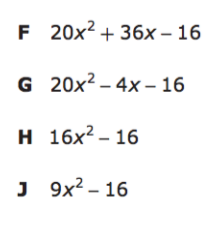 F 20x² + 36x – 16
G 20x² – 4x – 16
H 16x² – 16
J 9x² – 16